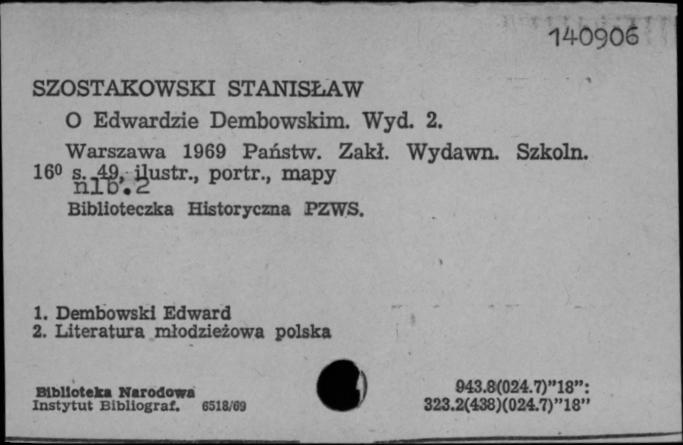 140906
SZOSTAKOWSKI STANISŁAW
O Edwardzie Dembowskim. Wyd. 2.
Warszawa 1969 Państw. Zakł. Wydawn. Szkoln.
16⁰ s. 49, ilustr., portr., mapy
nlb. 2
Biblioteczka Historyczna PZWS.
1. Dembowski Edward
2. Literatura młodzieżowa polska
Biblioteka Narodowa
Instytut Bibliograf. 6518/69
943.8(024.7)"18":
323.2(438)(024.7)"18"